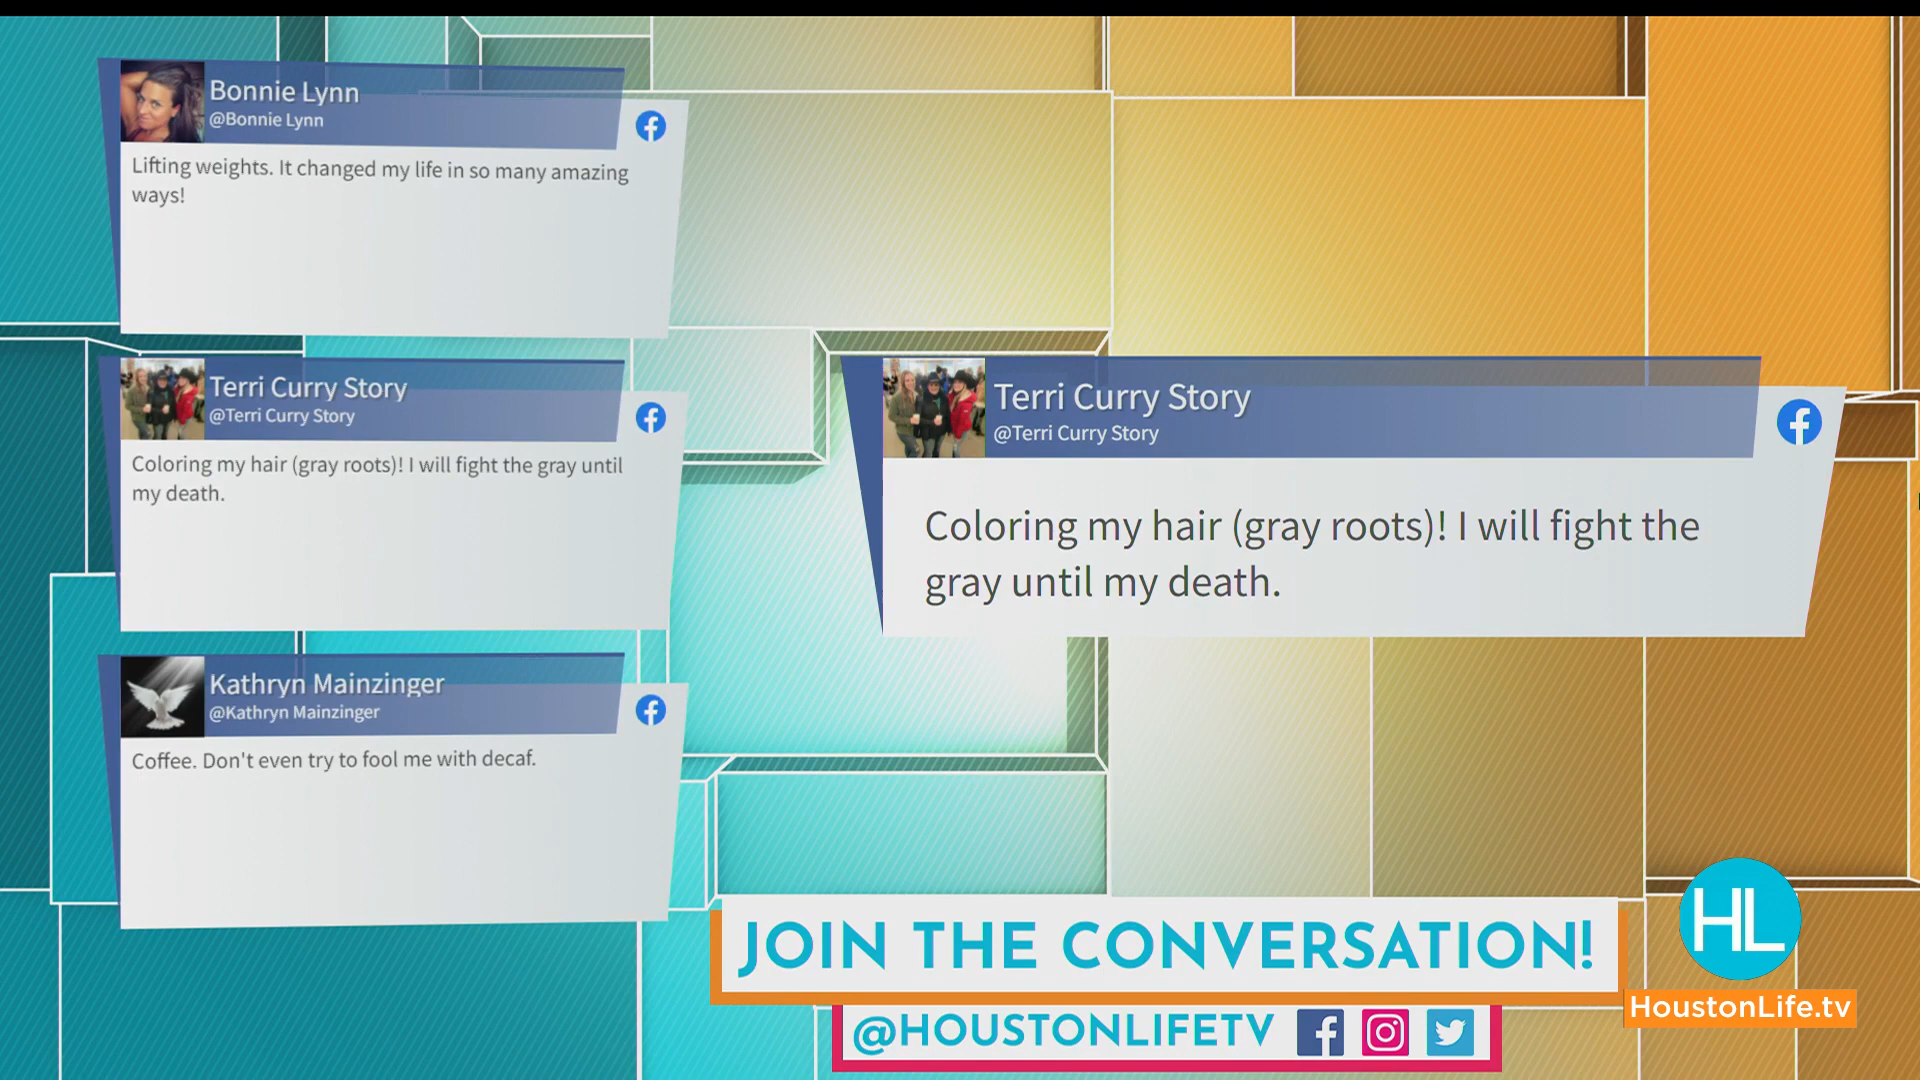 Bonnie Lynn
@Bonnie Lynn
Lifting weights. It changed my life in so many amazing
ways!
Terri Curry Story
@Terri Curry Story
Coloring my hair (gray roots)! I will fight the gray until
my death.
Kathryn Mainzinger
@Kathryn Mainzinger
Coffee. Don't even try to fool me with decaf.
Terri Curry Story
@Terri Curry Story
Coloring my hair (gray roots)! I will fight the
gray until my death.
JOIN THE CONVERSATION!
@HOUSTONLIFETV
HL
HoustonLife.tv